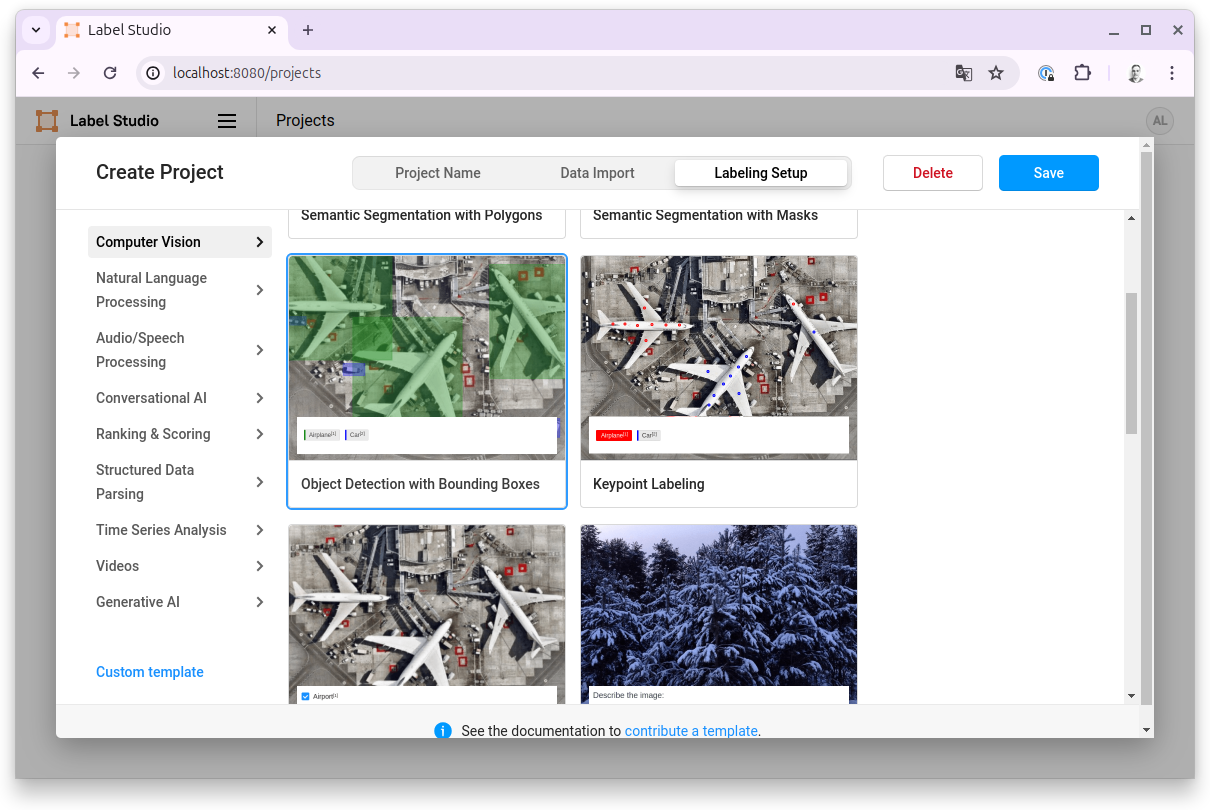 Label Studio
localhost:8080/projects
Label Studio
Projects
AL
Create Project
Project Name
Data Import
Labeling Setup
Delete
Save
Computer Vision
Natural Language
Processing
Audio/Speech
Processing
Conversational AI
Ranking & Scoring
Structured Data
Parsing
Time Series Analysis
Videos
Generative AI
Custom template
Semantic Segmentation with Polygons
Semantic Segmentation with Masks
Airplane[1] Car[2]
Object Detection with Bounding Boxes
Airplane[1] Car[2]
Keypoint Labeling
Airport[1]
Describe the image:
See the documentation to contribute a template.